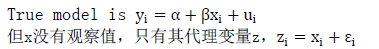 True model is yᵢ = α + βxᵢ + uᵢ
但x没有观察值，只有其代理变量z，zᵢ = xᵢ + εᵢ